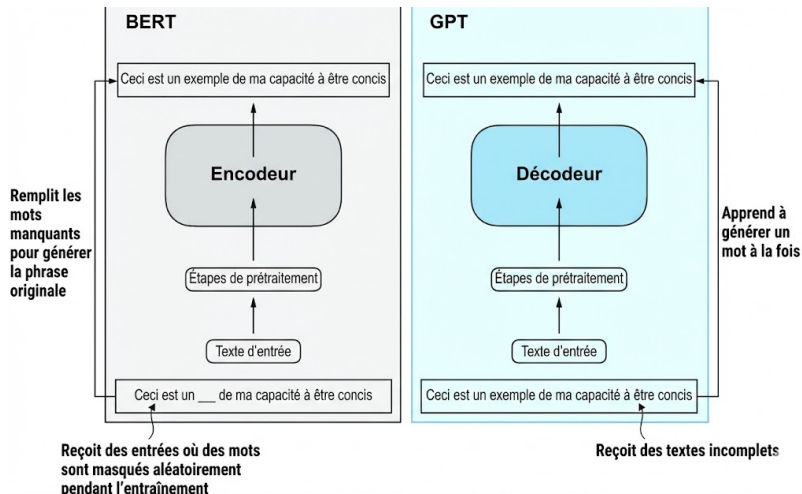 BERT
Ceci est un exemple de ma capacité à être concis
Encodeur
Remplit les
mots
manquants
pour générer
la phrase
originale
Étapes de prétraitement
Texte d'entrée
Ceci est un ___ de ma capacité à être concis
Reçoit des entrées où des mots
sont masqués aléatoirement
pendant l'entraînement
GPT
Ceci est un exemple de ma capacité à être concis
Décodeur
Apprend à
générer un
mot à la fois
Étapes de prétraitement
Texte d'entrée
Ceci est un exemple de ma capacité à être concis
Reçoit des textes incomplets